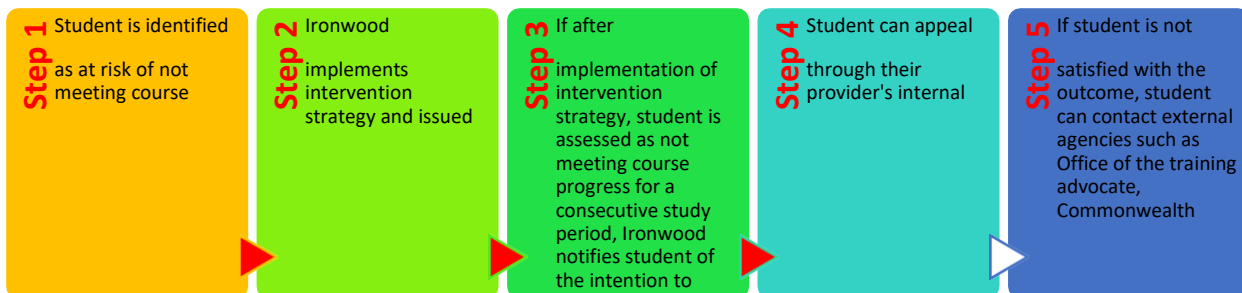 Step 1
Student is identified
as at risk of not
meeting course
Step 2
Ironwood
implements
intervention
strategy and issued
Step 3
If after
implementation of
intervention
strategy, student is
assessed as not
meeting course
progress for a
consecutive study
period, Ironwood
notifies student of
the intention to
Step 4
Student can appeal
through their
provider's internal
Step 5
If student is not
satisfied with the
outcome, student
can contact external
agencies such as
Office of the training
advocate,
Commonwealth